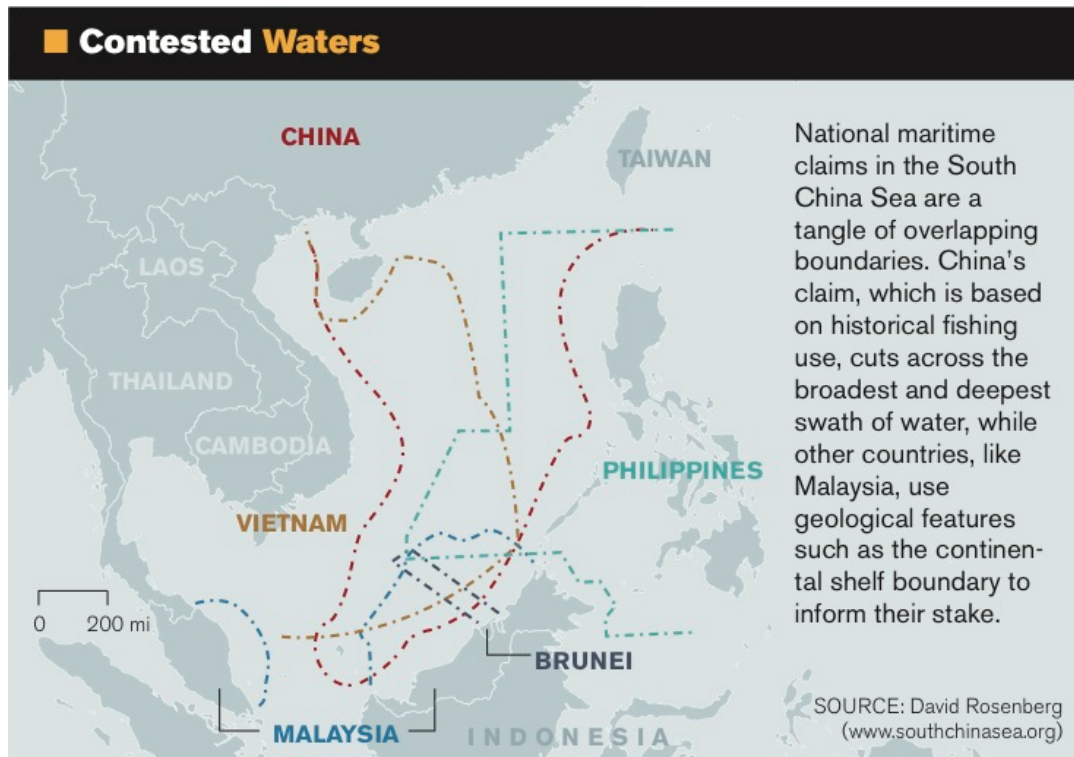 Contested Waters
CHINA
TAIWAN
LAOS
THAILAND
CAMBODIA
VIETNAM
PHILIPPINES
0 200 mi
BRUNEI
MALAYSIA
INDONESIA
National maritime
claims in the South
China Sea are a
tangle of overlapping
boundaries. China’s
claim, which is based
on historical fishing
use, cuts across the
broadest and deepest
swath of water, while
other countries, like
Malaysia, use
geological features
such as the continen-
tal shelf boundary to
inform their stake.
SOURCE: David Rosenberg
(www.southchinasea.org)